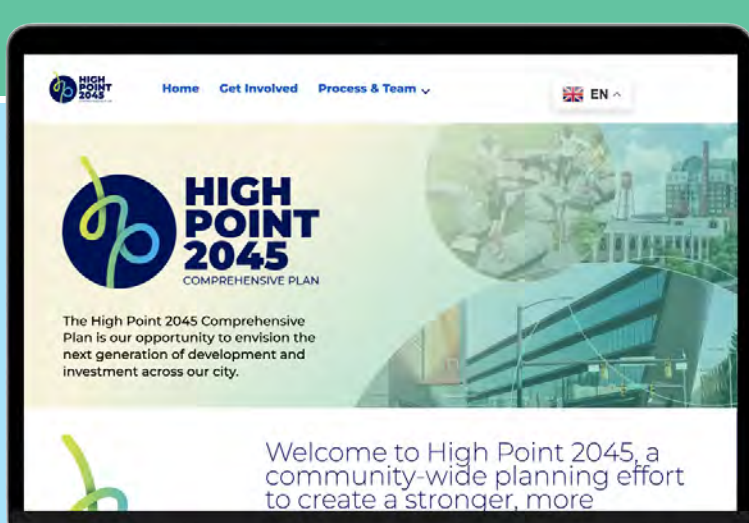 HIGH
POINT
2045
Home Get Involved Process & Team
EN
HIGH
POINT
2045
COMPREHENSIVE PLAN
The High Point 2045 Comprehensive
Plan is our opportunity to envision the
next generation of development and
investment across our city.
Welcome to High Point 2045, a
community-wide planning effort
to create a stronger, more